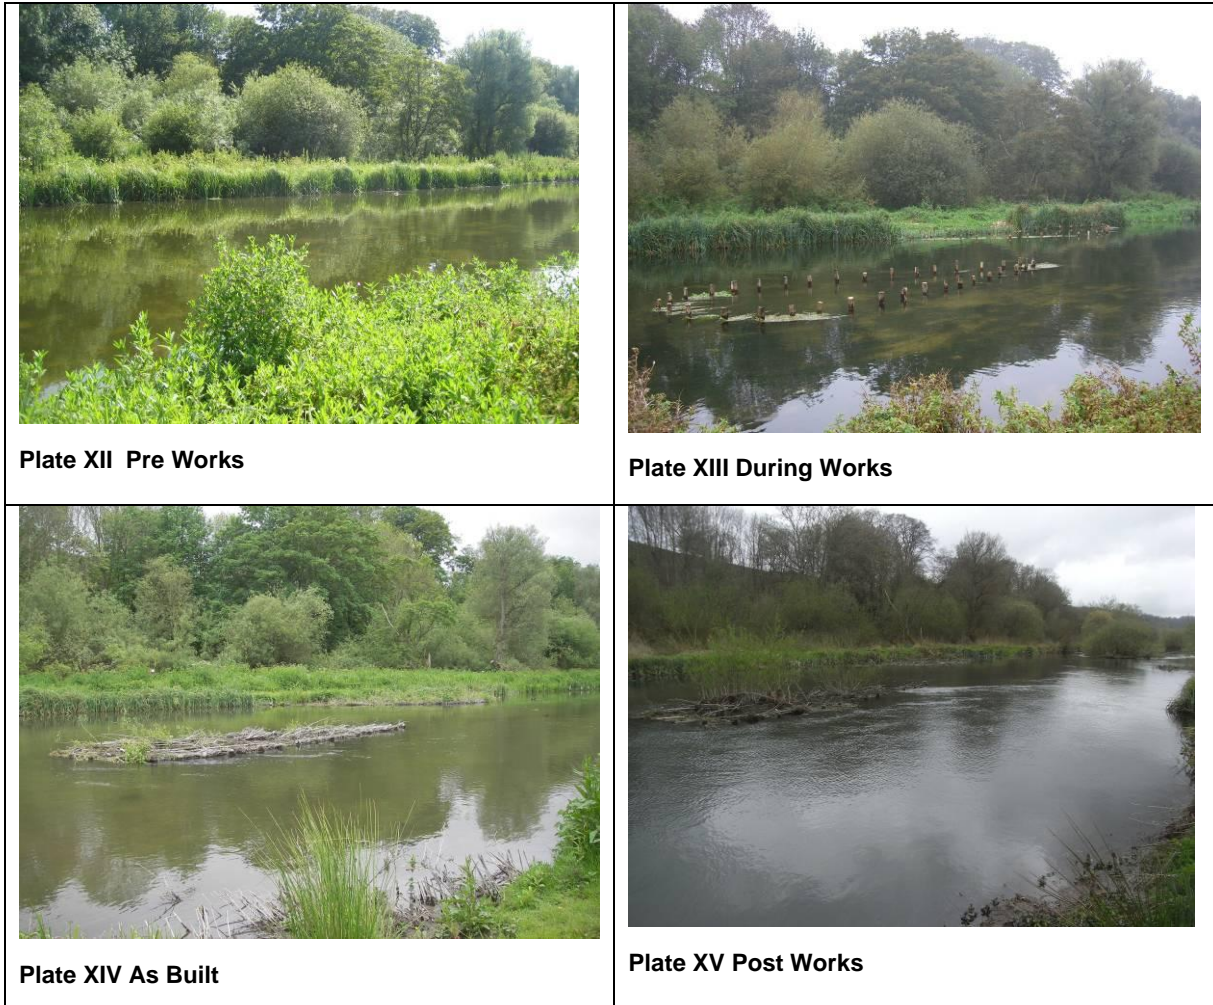 Plate XII  Pre Works
Plate XIII During Works
Plate XIV As Built
Plate XV Post Works